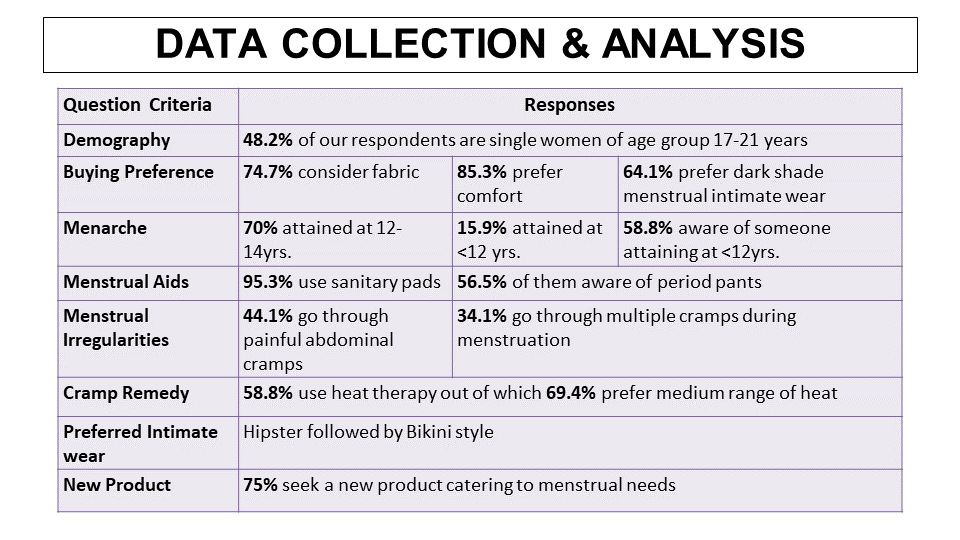 DATA COLLECTION & ANALYSIS
Question Criteria
Responses
Demography
48.2% of our respondents are single women of age group 17-21 years
Buying Preference
74.7% consider fabric
85.3% prefer
comfort
64.1% prefer dark shade
menstrual intimate wear
Menarche
70% attained at 12-
14yrs.
15.9% attained at
<12 yrs.
58.8% aware of someone
attaining at <12yrs.
Menstrual Aids
95.3% use sanitary pads
56.5% of them aware of period pants
Menstrual
Irregularities
44.1% go through
painful abdominal
cramps
34.1% go through multiple cramps during
menstruation
Cramp Remedy
58.8% use heat therapy out of which 69.4% prefer medium range of heat
Preferred Intimate
wear
Hipster followed by Bikini style
New Product
75% seek a new product catering to menstrual needs